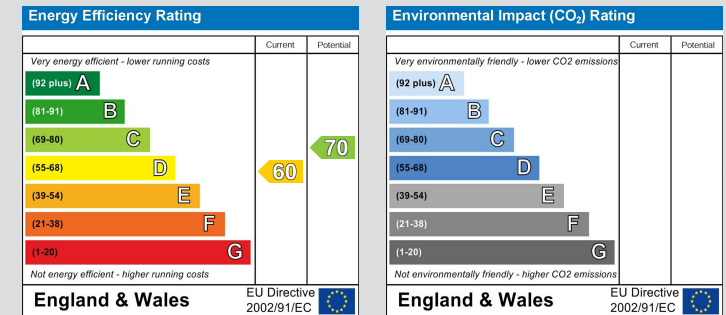 Energy Efficiency Rating
Current Potential
Very energy efficient - lower running costs
(92 plus) A
(81-91) B
(69-80) C
70
(55-68) D
60
(39-54) E
(21-38) F
(1-20) G
Not energy efficient - higher running costs
England & Wales
EU Directive
2002/91/EC
Environmental Impact (CO₂) Rating
Current Potential
Very environmentally friendly - lower CO2 emissions
(92 plus) A
(81-91) B
(69-80) C
(55-68) D
(39-54) E
(21-38) F
(1-20) G
Not environmentally friendly - higher CO2 emissions
England & Wales
EU Directive
2002/91/EC